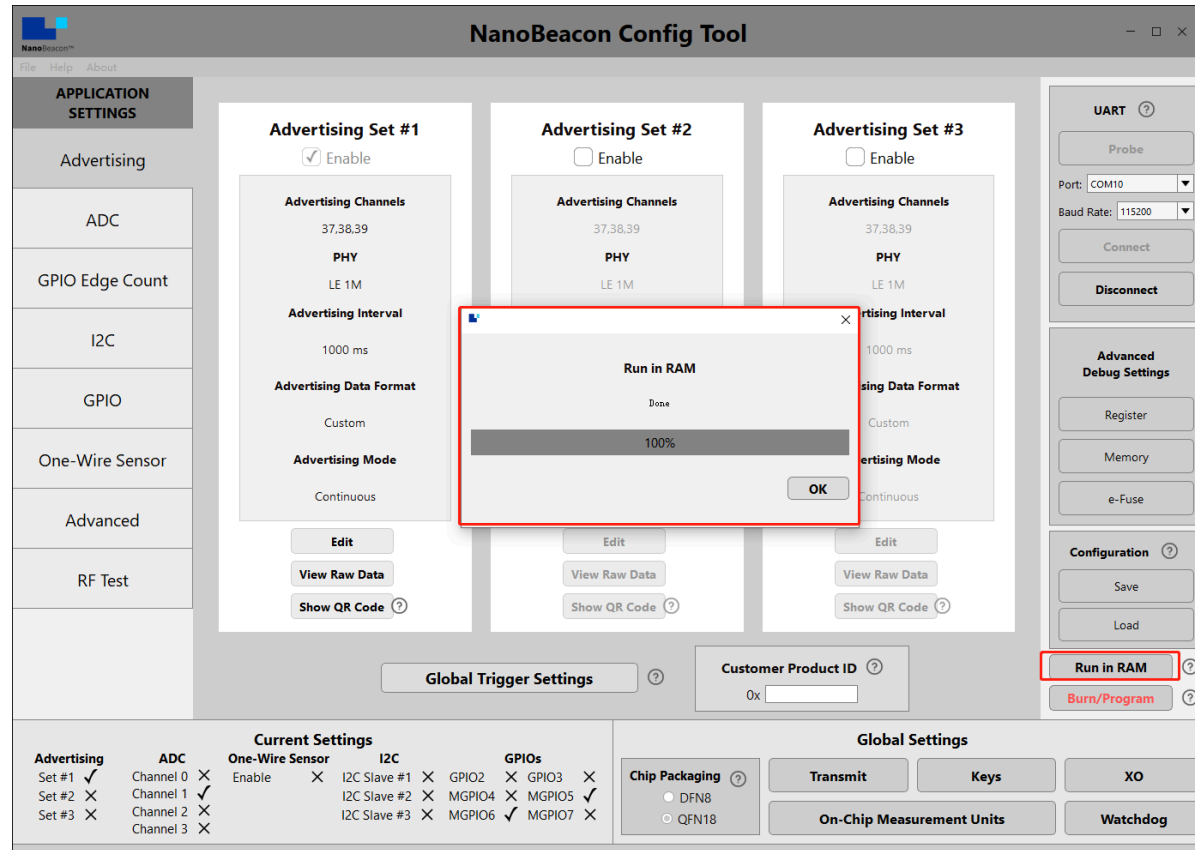 NanoBeacon™
NanoBeacon Config Tool
File Help About
APPLICATION
SETTINGS
Advertising
ADC
GPIO Edge Count
I2C
GPIO
One-Wire Sensor
Advanced
RF Test
Advertising Set #1
Enable
Advertising Channels
37,38,39
PHY
LE 1M
Advertising Interval
1000 ms
Advertising Data Format
Custom
Advertising Mode
Continuous
Edit
View Raw Data
Show QR Code ?
Advertising Set #2
Enable
Advertising Channels
37,38,39
PHY
LE 1M
Edit
View Raw Data
Show QR Code ?
Advertising Set #3
Enable
Advertising Channels
37,38,39
PHY
LE 1M
rtising Interval
1000 ms
sing Data Format
Custom
ertising Mode
Continuous
Edit
View Raw Data
Show QR Code ?
Run in RAM
Done
100%
OK
Global Trigger Settings ?
Customer Product ID ?
0x
UART ?
Probe
Port: COM10
Baud Rate: 115200
Connect
Disconnect
Advanced
Debug Settings
Register
Memory
e-Fuse
Configuration ?
Save
Load
Run in RAM ?
Burn/Program ?
Current Settings
Advertising ADC One-Wire Sensor I2C GPIOs
Set #1 Channel 0 Enable I2C Slave #1 GPIO2 GPIO3
Set #2 Channel 1 I2C Slave #2 MGPIO4 MGPIO5
Set #3 Channel 2 I2C Slave #3 MGPIO6 MGPIO7
Channel 3
Global Settings
Chip Packaging ?
DFN8
QFN18
Transmit Keys XO
On-Chip Measurement Units Watchdog